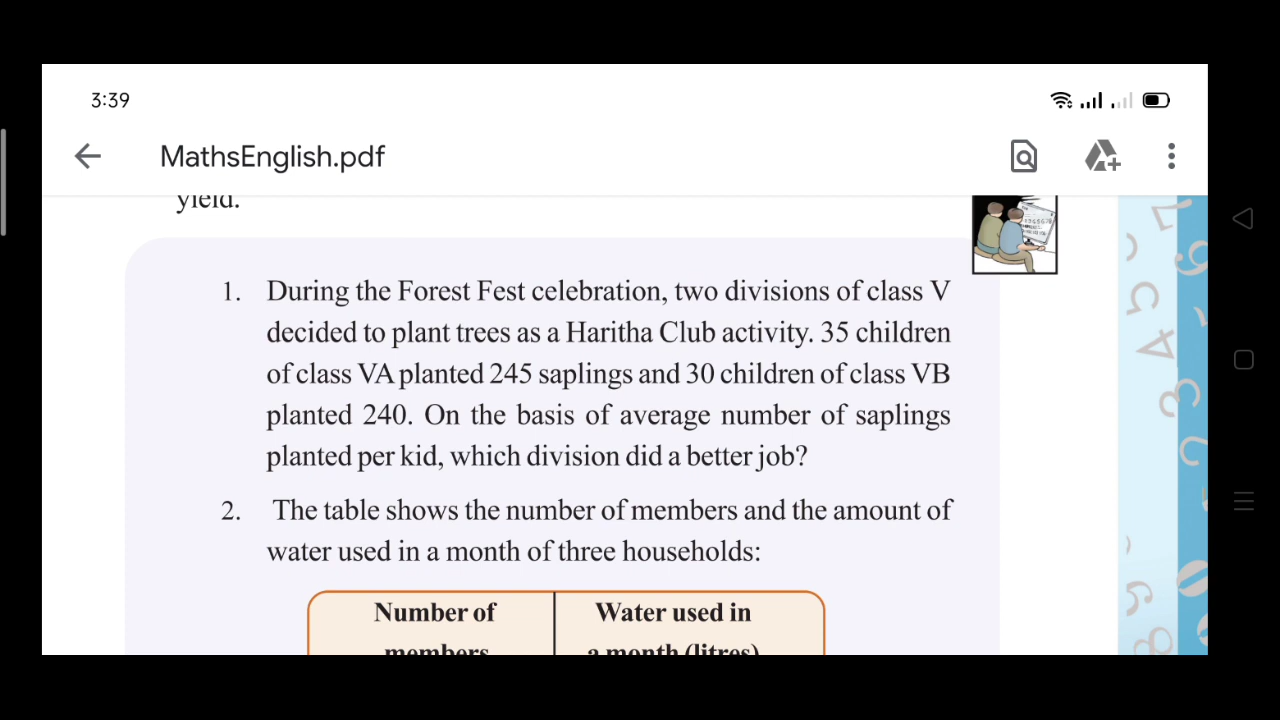 3:39
MathsEnglish.pdf
yield.
1. During the Forest Fest celebration, two divisions of class V
decided to plant trees as a Haritha Club activity. 35 children
of class VA planted 245 saplings and 30 children of class VB
planted 240. On the basis of average number of saplings
planted per kid, which division did a better job?
2. The table shows the number of members and the amount of
water used in a month of three households:
Number of
members
Water used in
a month (litres)